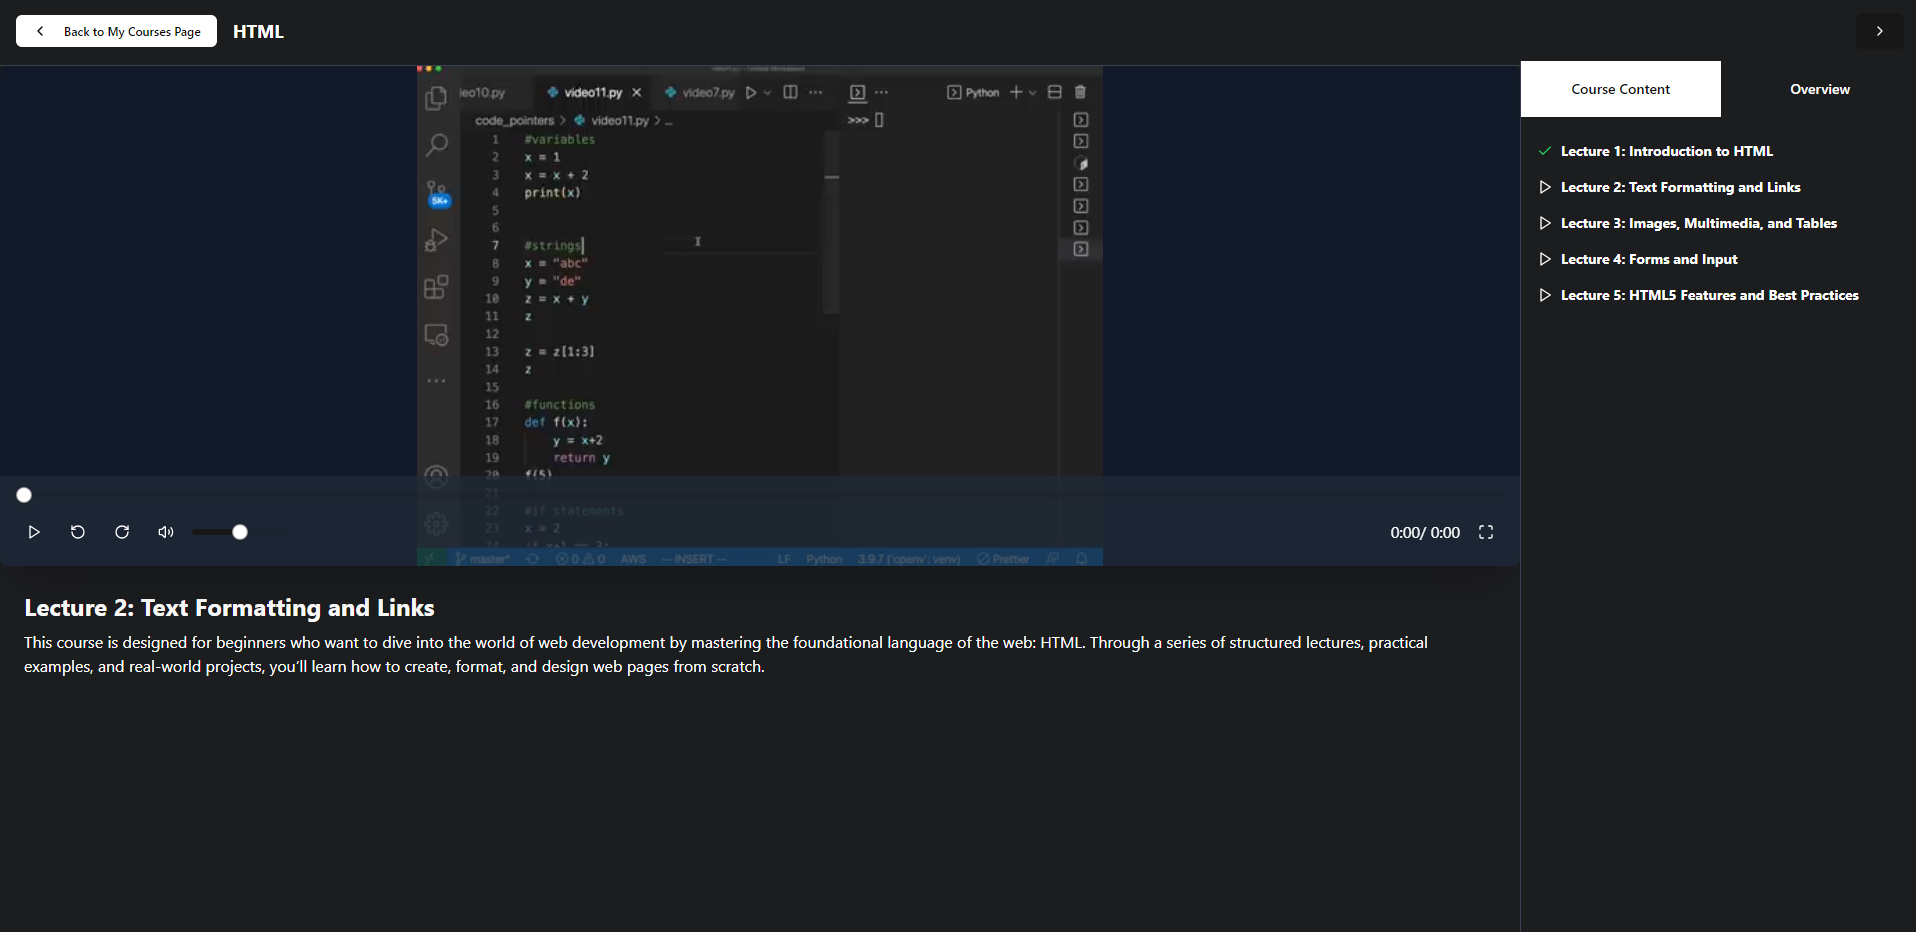 Back to My Courses Page
HTML
leo10.py
video11.py
video7.py
Python
code_pointers > video11.py > ...
>>>
1 #variables
2 x = 1
3 x = x + 2
4 print(x)
5
6
7 #strings
8 x = "abc"
9 y = "de"
10 z = x + y
11 z
12
13 z = z[1:3]
14 z
15
16 #functions
17 def f(x):
18 y = x+2
19 return y
20 f(5)
21
22 #if statements
23 x = 2
24
5K+
master*
0 0
AWS
-- INSERT --
LF
Python
3.9.7 ('cpenv': venv)
Prettier
0:00/ 0:00
Lecture 2: Text Formatting and Links
This course is designed for beginners who want to dive into the world of web development by mastering the foundational language of the web: HTML. Through a series of structured lectures, practical
examples, and real-world projects, you’ll learn how to create, format, and design web pages from scratch.
Course Content
Overview
Lecture 1: Introduction to HTML
Lecture 2: Text Formatting and Links
Lecture 3: Images, Multimedia, and Tables
Lecture 4: Forms and Input
Lecture 5: HTML5 Features and Best Practices